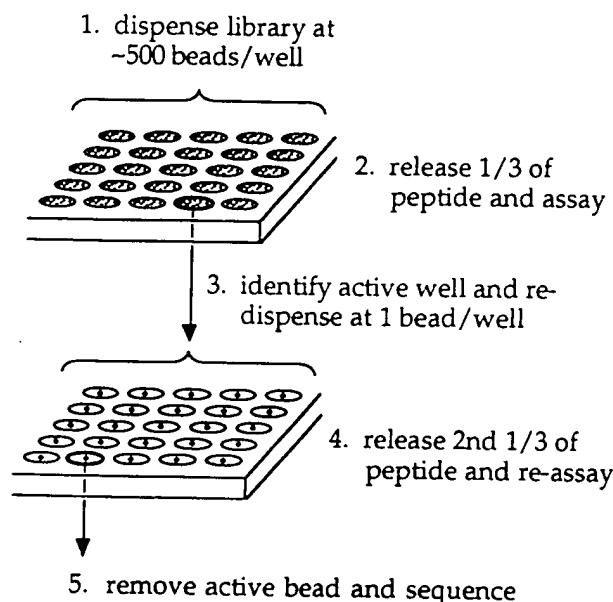 1. dispense library at
~500 beads/well
2. release 1/3 of
peptide and assay
3. identify active well and re-
dispense at 1 bead/well
4. release 2nd 1/3 of
peptide and re-assay
5. remove active bead and sequence